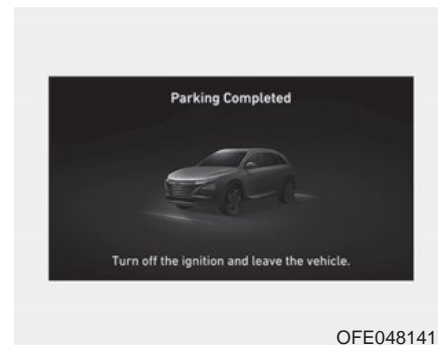 Parking Completed
Turn off the ignition and leave the vehicle.
OFE048141